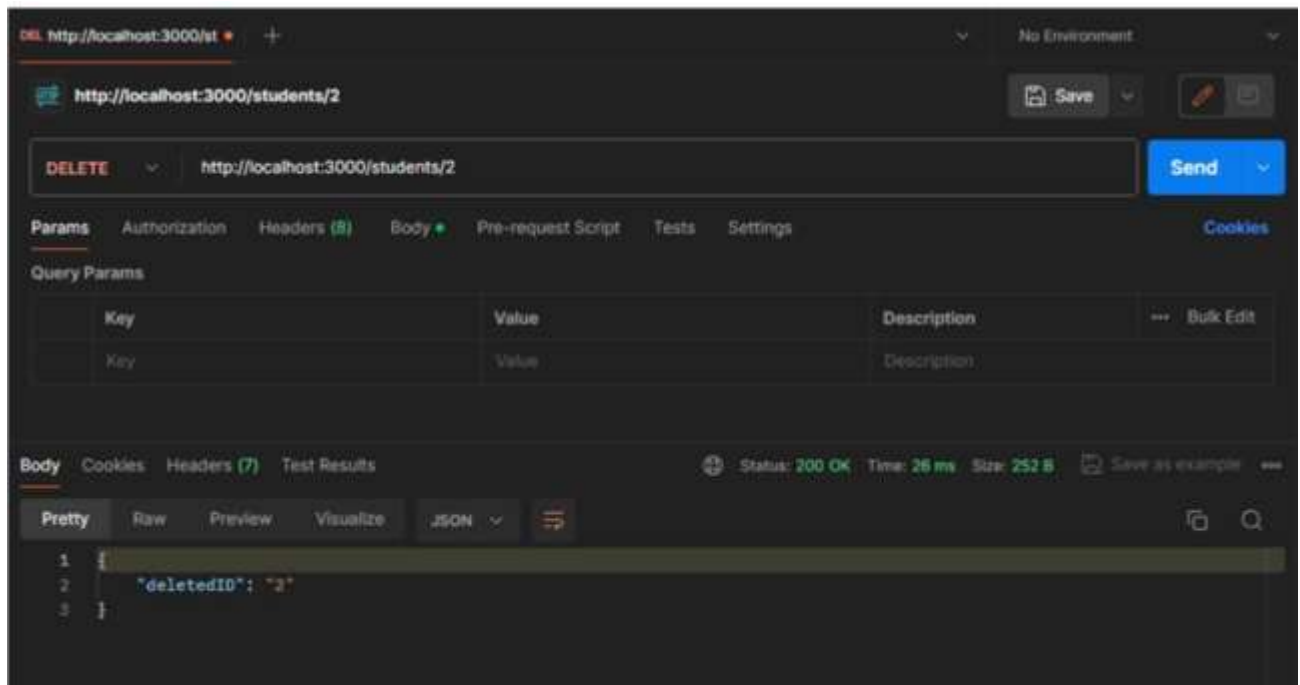 DEL http://localhost:3000/st +
No Environment
http://localhost:3000/students/2
Save
DELETE http://localhost:3000/students/2 Send
Params Authorization Headers (8) Body Pre-request Script Tests Settings Cookies
Query Params
Key Value Description Bulk Edit
Key Value Description
Body Cookies Headers (7) Test Results Status: 200 OK Time: 26 ms Size: 252 B Save as example
Pretty Raw Preview Visualize JSON
1 {
2 "deletedID": "2"
3 }